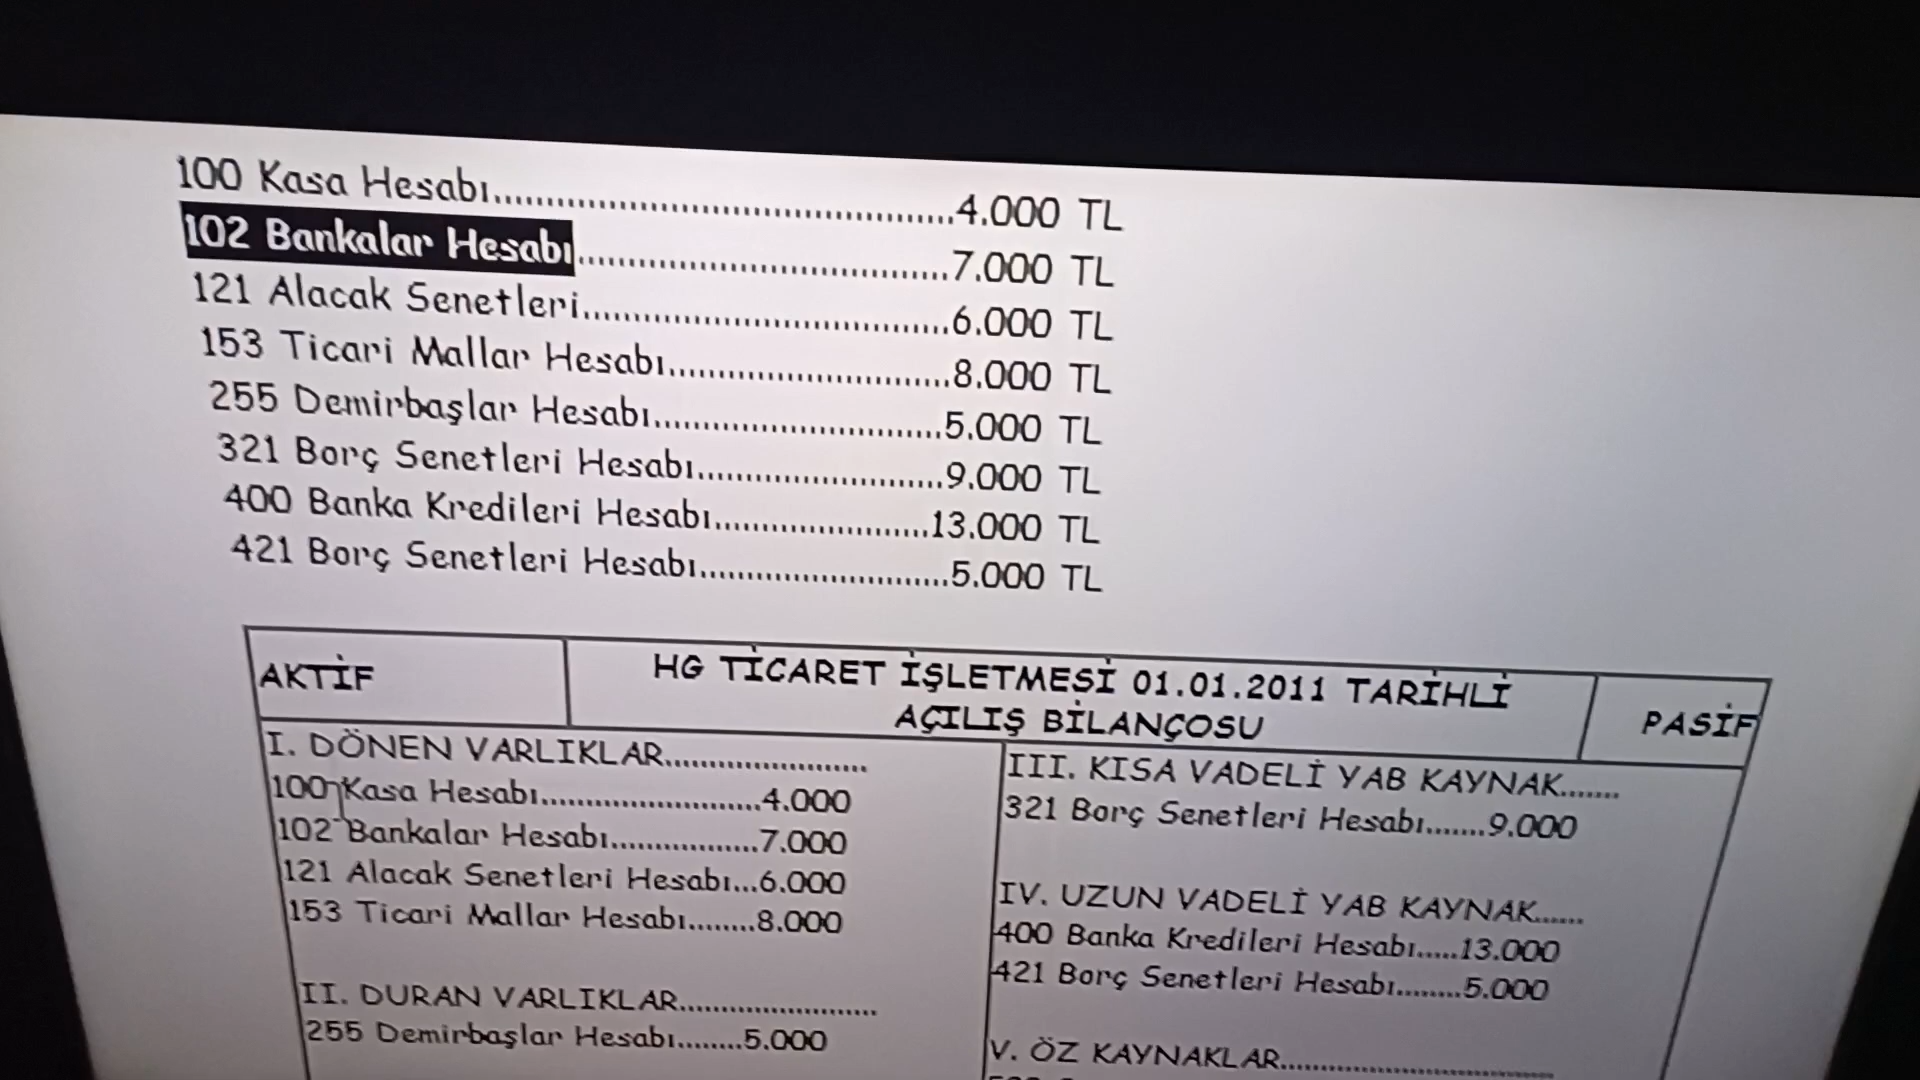 100 Kasa Hesabı.................................................4.000 TL
102 Bankalar Hesabı.......................................7.000 TL
121 Alacak Senetleri.......................................6.000 TL
153 Ticari Mallar Hesabı..............................8.000 TL
255 Demirbaşlar Hesabı...............................5.000 TL
321 Borç Senetleri Hesabı..........................9.000 TL
400 Banka Kredileri Hesabı.......................13.000 TL
421 Borç Senetleri Hesabı..........................5.000 TL
AKTİF
HG TİCARET İŞLETMESİ 01.01.2011 TARİHLİ
AÇILIŞ BİLANÇOSU
PASİF
I. DÖNEN VARLIKLAR.......................
100 Kasa Hesabı.........................4.000
102 Bankalar Hesabı.................7.000
121 Alacak Senetleri Hesabı...6.000
153 Ticari Mallar Hesabı........8.000
II. DURAN VARLIKLAR.......................
255 Demirbaşlar Hesabı........5.000
III. KISA VADELİ YAB KAYNAK.......
321 Borç Senetleri Hesabı.......9.000
IV. UZUN VADELİ YAB KAYNAK......
400 Banka Kredileri Hesabı.....13.000
421 Borç Senetleri Hesabı........5.000
V. ÖZ KAYNAKLAR...............................